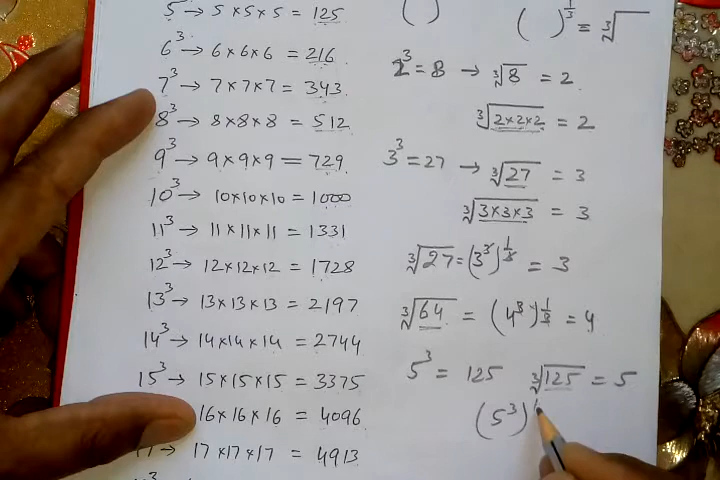 5³ → 5×5×5 = 125
6³ → 6×6×6 = 216
7³ → 7×7×7 = 343
8³ → 8×8×8 = 512
9³ → 9×9×9 = 729
10³ → 10×10×10 = 1000
11³ → 11×11×11 = 1331
12³ → 12×12×12 = 1728
13³ → 13×13×13 = 2197
14³ → 14×14×14 = 2744
15³ → 15×15×15 = 3375
16×16×16 = 4096
17×17×17 = 4913
( )
( )^(1/3) = ∛
2³ = 8 → ∛8 = 2
∛(2×2×2) = 2
3³ = 27 → ∛27 = 3
∛(3×3×3) = 3
∛27 = (3³)^(1/3) = 3
∛64 = (4³)^(1/3) = 4
5³ = 125 ∛125 = 5
(5³)